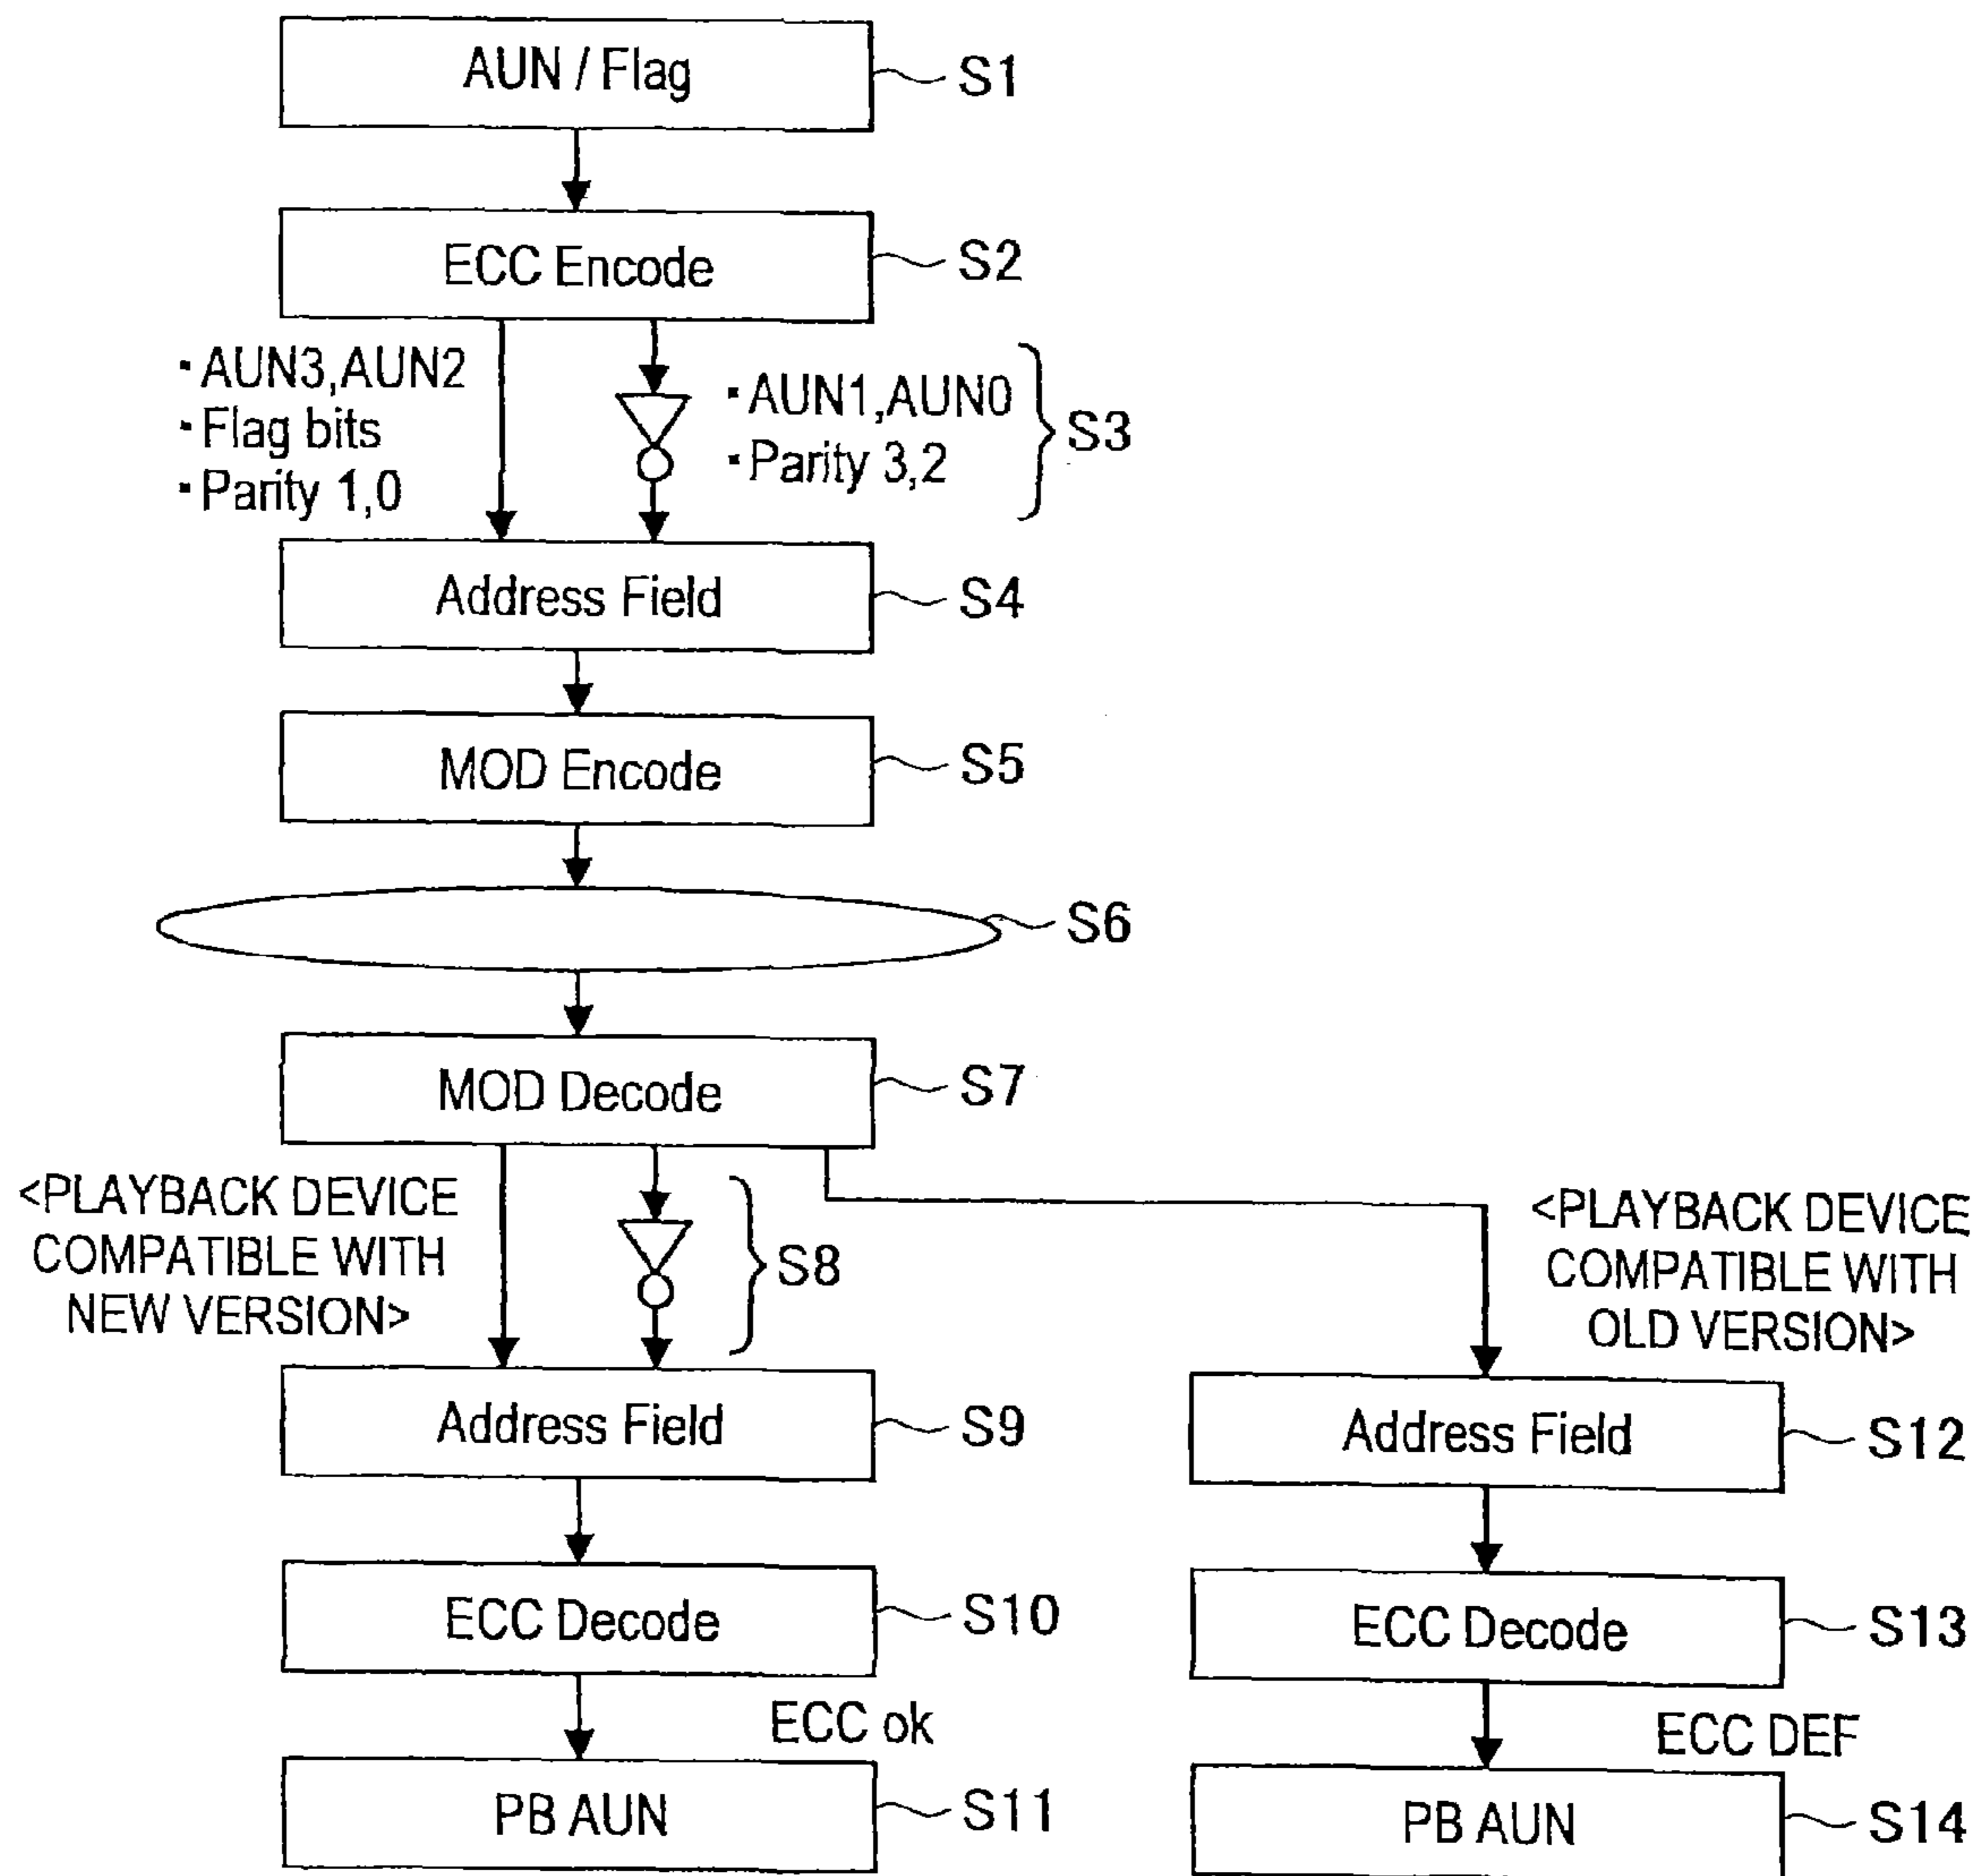 AUN / Flag
S1
ECC Encode
S2
▪AUN3,AUN2
▪Flag bits
▪Parity 1,0
▪AUN1,AUN0
▪Parity 3,2
S3
Address Field
S4
MOD Encode
S5
S6
MOD Decode
S7
<PLAYBACK DEVICE
COMPATIBLE WITH
NEW VERSION>
S8
<PLAYBACK DEVICE
COMPATIBLE WITH
OLD VERSION>
Address Field
S9
Address Field
S12
ECC Decode
S10
ECC Decode
S13
ECC ok
ECC DEF
PB AUN
S11
PB AUN
S14